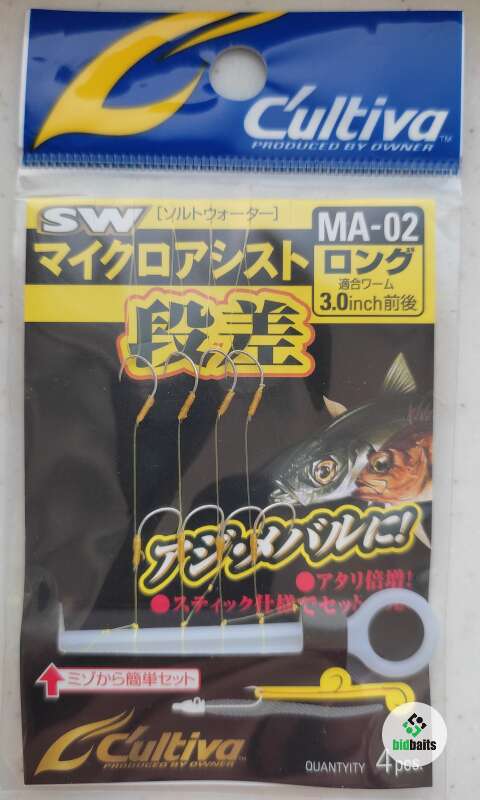 C'ultiva™
PRODUCED BY OWNER
SW [ソルトウォーター]
マイクロアシスト
MA-02
ロング
適合ワーム
3.0inch前後
段差
アジ・メバルに!
●アタリ倍増!
●スティック仕様でセット
ミゾから簡単セット
C'ultiva™
PRODUCED BY OWNER
QUANTYITY 4pcs.
bidbaits